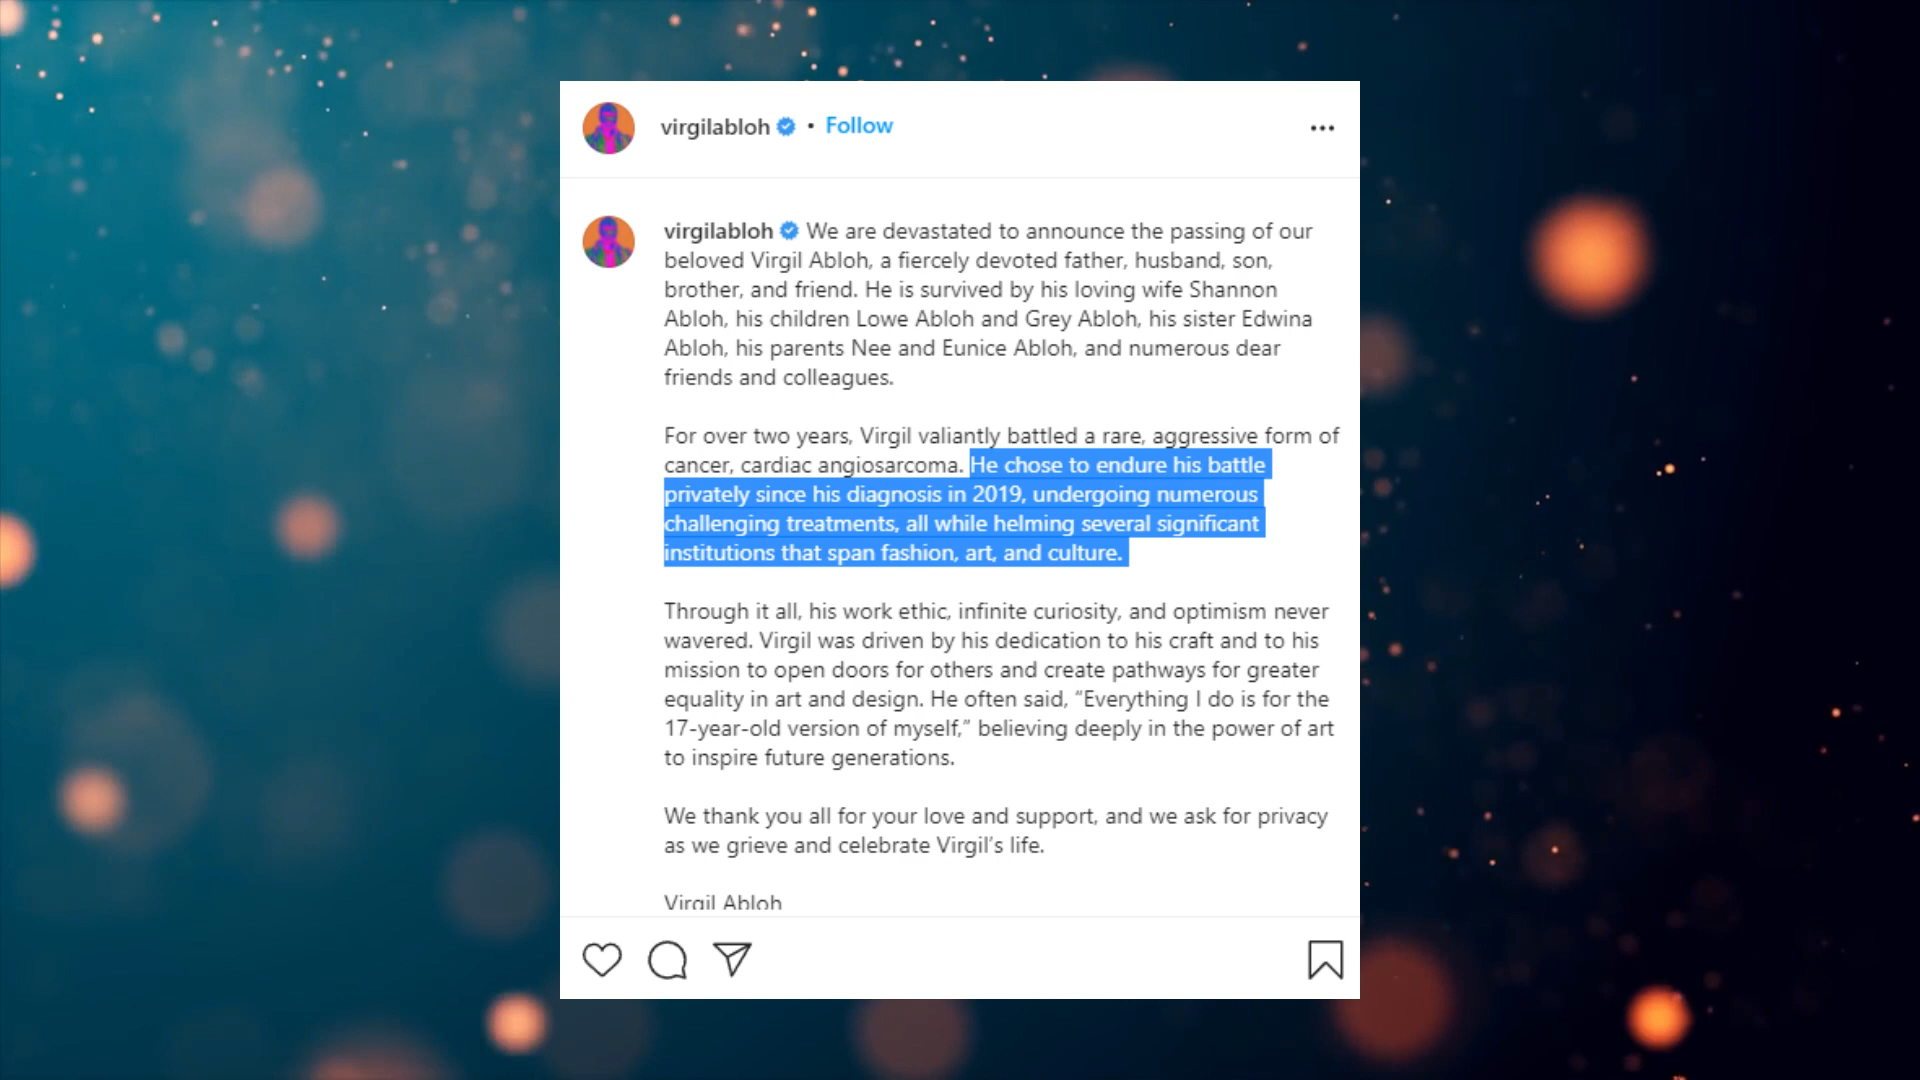 virgilabloh • Follow
virgilabloh We are devastated to announce the passing of our
beloved Virgil Abloh, a fiercely devoted father, husband, son,
brother, and friend. He is survived by his loving wife Shannon
Abloh, his children Lowe Abloh and Grey Abloh, his sister Edwina
Abloh, his parents Nee and Eunice Abloh, and numerous dear
friends and colleagues.
For over two years, Virgil valiantly battled a rare, aggressive form of
cancer, cardiac angiosarcoma. He chose to endure his battle
privately since his diagnosis in 2019, undergoing numerous
challenging treatments, all while helming several significant
institutions that span fashion, art, and culture.
Through it all, his work ethic, infinite curiosity, and optimism never
wavered. Virgil was driven by his dedication to his craft and to his
mission to open doors for others and create pathways for greater
equality in art and design. He often said, “Everything I do is for the
17-year-old version of myself,” believing deeply in the power of art
to inspire future generations.
We thank you all for your love and support, and we ask for privacy
as we grieve and celebrate Virgil’s life.
Virgil Abloh